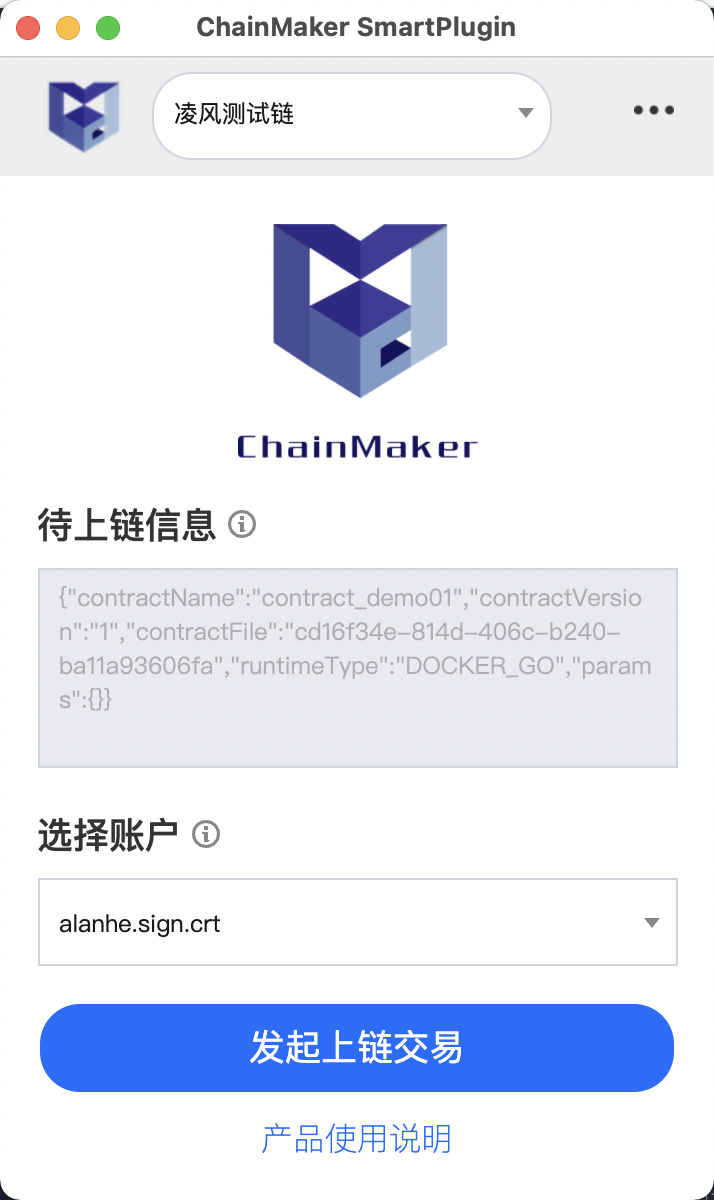 ChainMaker SmartPlugin
凌风测试链
ChainMaker
待上链信息
{"contractName":"contract_demo01","contractVersio
n":"1","contractFile":"cd16f34e-814d-406c-b240-
ba11a93606fa","runtimeType":"DOCKER_GO","param
s":{}}
选择账户
alanhe.sign.crt
发起上链交易
产品使用说明